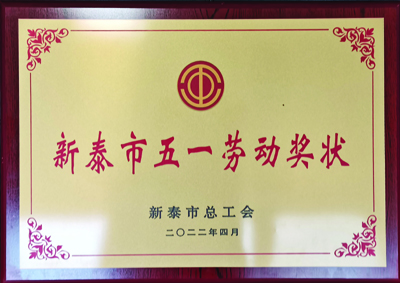 新泰市五一劳动奖状
新泰市总工会
二〇二二年四月